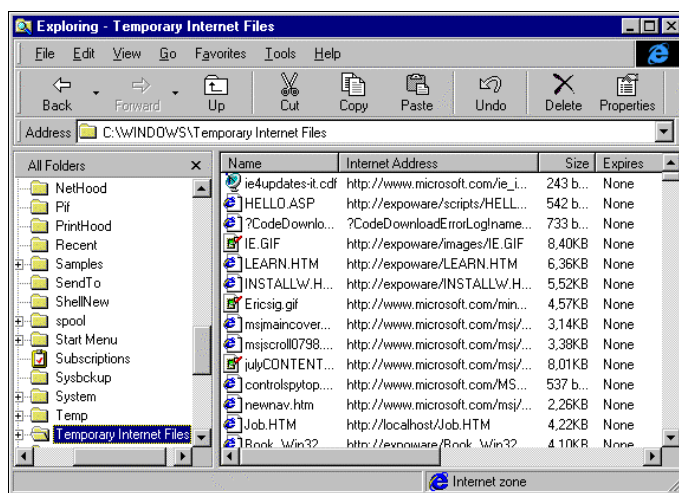 Exploring - Temporary Internet Files
File Edit View Go Favorites Tools Help
Back Forward Up Cut Copy Paste Undo Delete Properties
Address C:\WINDOWS\Temporary Internet Files
All Folders x
NetHood
Pif
PrintHood
Recent
Samples
SendTo
ShellNew
spool
Start Menu
Subscriptions
Sysbckup
System
Temp
Temporary Internet Files
Name Internet Address Size Expires
ie4updates-it.cdf http://www.microsoft.com/ie_i... 243 b... None
HELLO.ASP http://expoware/scripts/HELL... 542 b... None
?CodeDownlo... ?CodeDownloadErrorLog!name... 733 b... None
IE.GIF http://expoware/images/IE.GIF 8,40KB None
LEARN.HTM http://expoware/LEARN.HTM 6,36KB None
INSTALLW.H... http://expoware/INSTALLW.H... 5,52KB None
Ericsig.gif http://www.microsoft.com/min... 4,57KB None
msjmaincover... http://www.microsoft.com/msj/... 3,14KB None
msjscroll0798.... http://www.microsoft.com/msj/... 3,38KB None
julyCONTENT... http://www.microsoft.com/msj/... 8,01KB None
controlspytop.... http://www.microsoft.com/MS... 537 b... None
newnav.htm http://www.microsoft.com/msj/... 2,26KB None
Job.HTM http://localhost/Job.HTM 4,22KB None
Book_Win32... http://expoware/Book_Win32... 4,10KB None
Internet zone